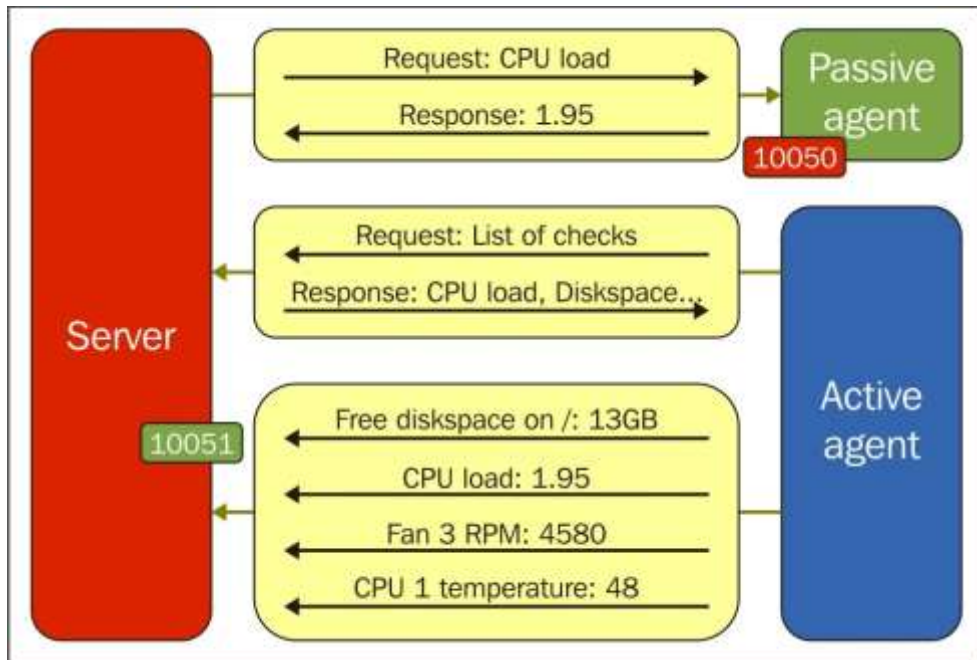 Server
10051
Request: CPU load
Response: 1.95
Passive
agent
10050
Request: List of checks
Response: CPU load, Diskspace...
Free diskspace on /: 13GB
CPU load: 1.95
Fan 3 RPM: 4580
CPU 1 temperature: 48
Active
agent